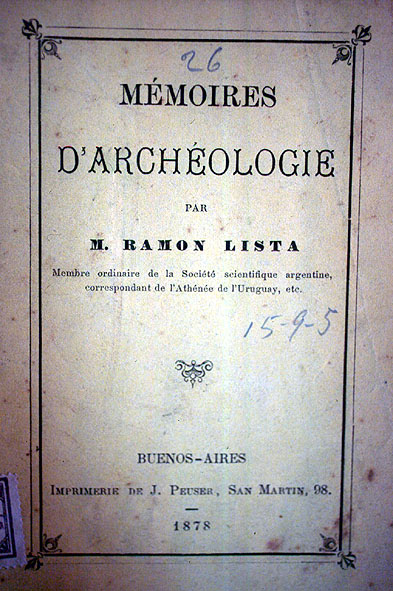 26
MÉMOIRES
D'ARCHÉOLOGIE
PAR
M. RAMON LISTA
Membre ordinaire de la Société scientifique argentine,
correspondant de l'Athénée de l'Uruguay, etc.
15-9-5
BUENOS-AIRES
IMPRIMERIE DE J. PEUSER, SAN MARTIN, 98.
1878